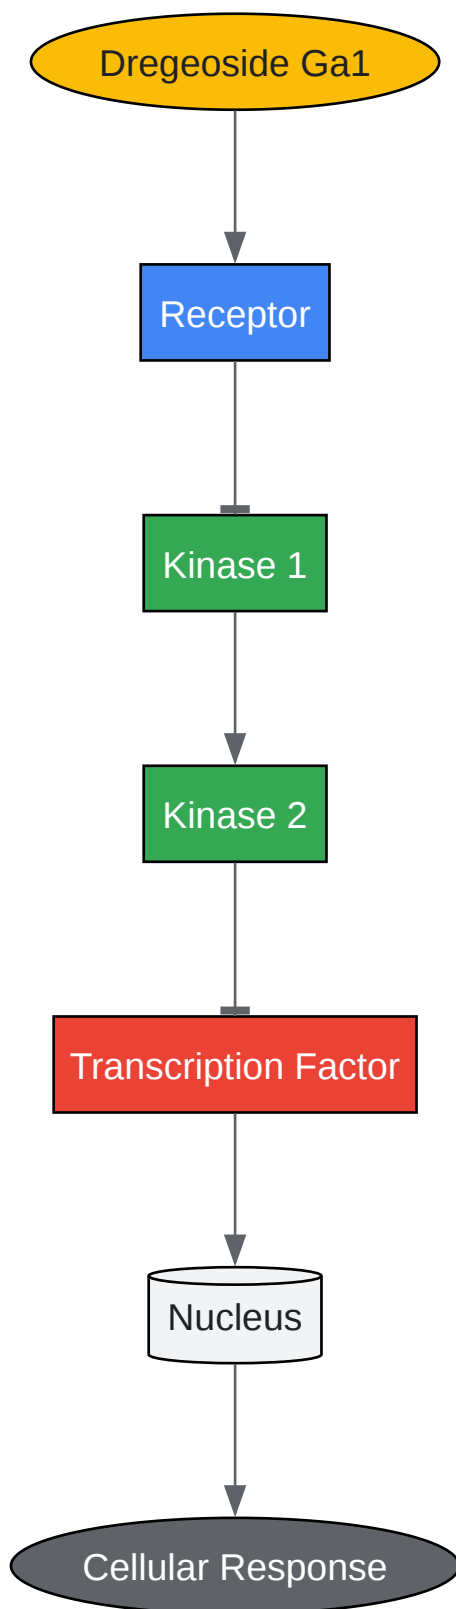 Dregeoside Ga1
Receptor
Kinase 1
Kinase 2
Transcription Factor
Nucleus
Cellular Response